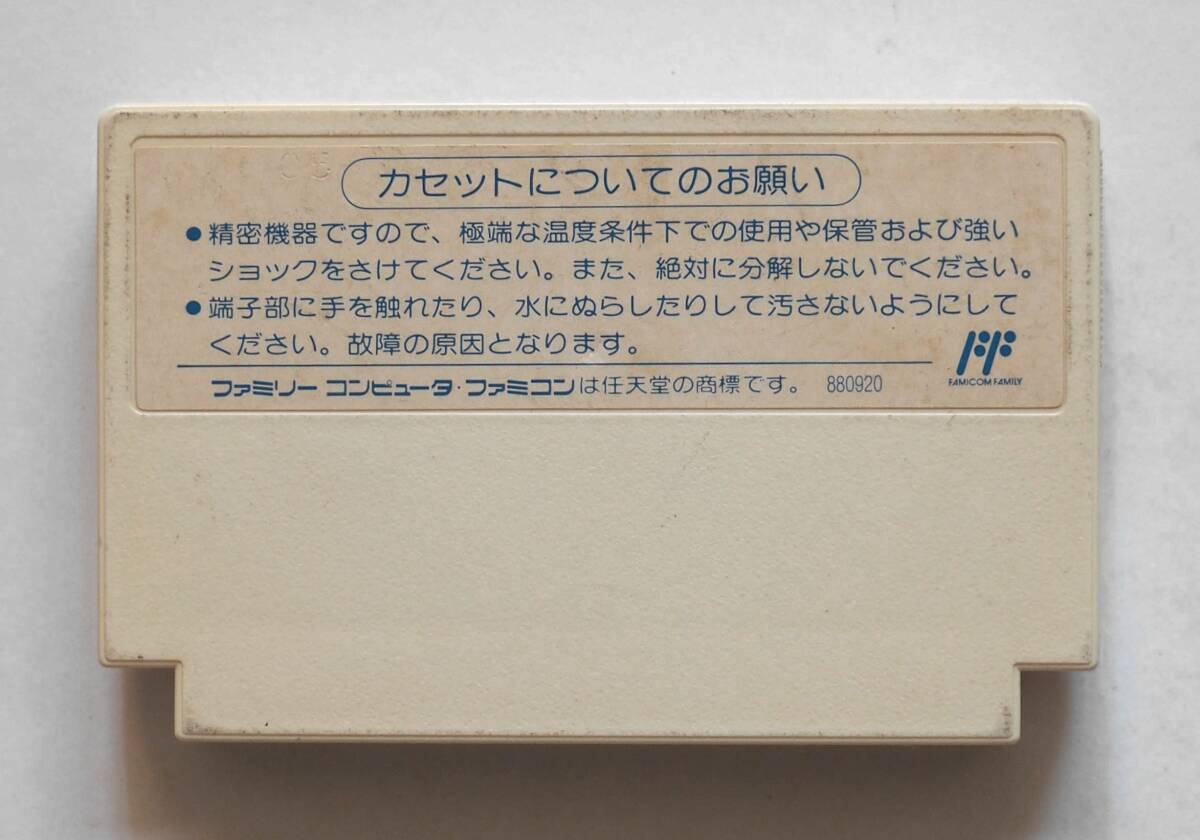 カセットについてのお願い
●精密機器ですので、極端な温度条件下での使用や保管および強い
ショックをさけてください。また、絶対に分解しないでください。
●端子部に手を触れたり、水にぬらしたりして汚さないようにして
ください。故障の原因となります。
ファミリー コンピュータ・ファミコンは任天堂の商標です。 880920
FAMICOM FAMILY